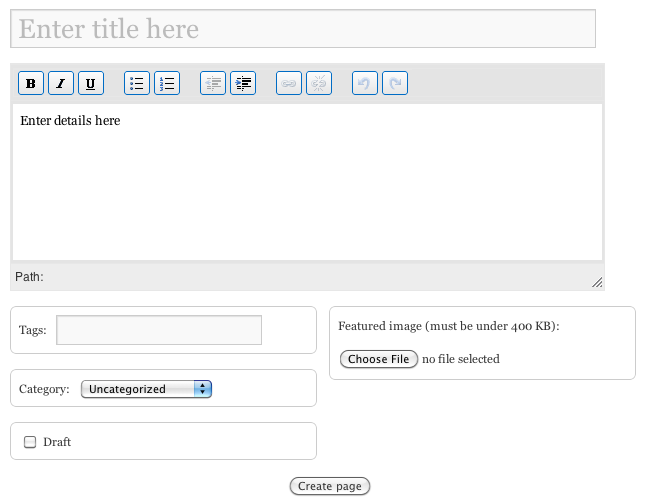 Enter title here
B I U
Enter details here
Path:
Tags:
Featured image (must be under 400 KB):
Choose File no file selected
Category: Uncategorized
Draft
Create page